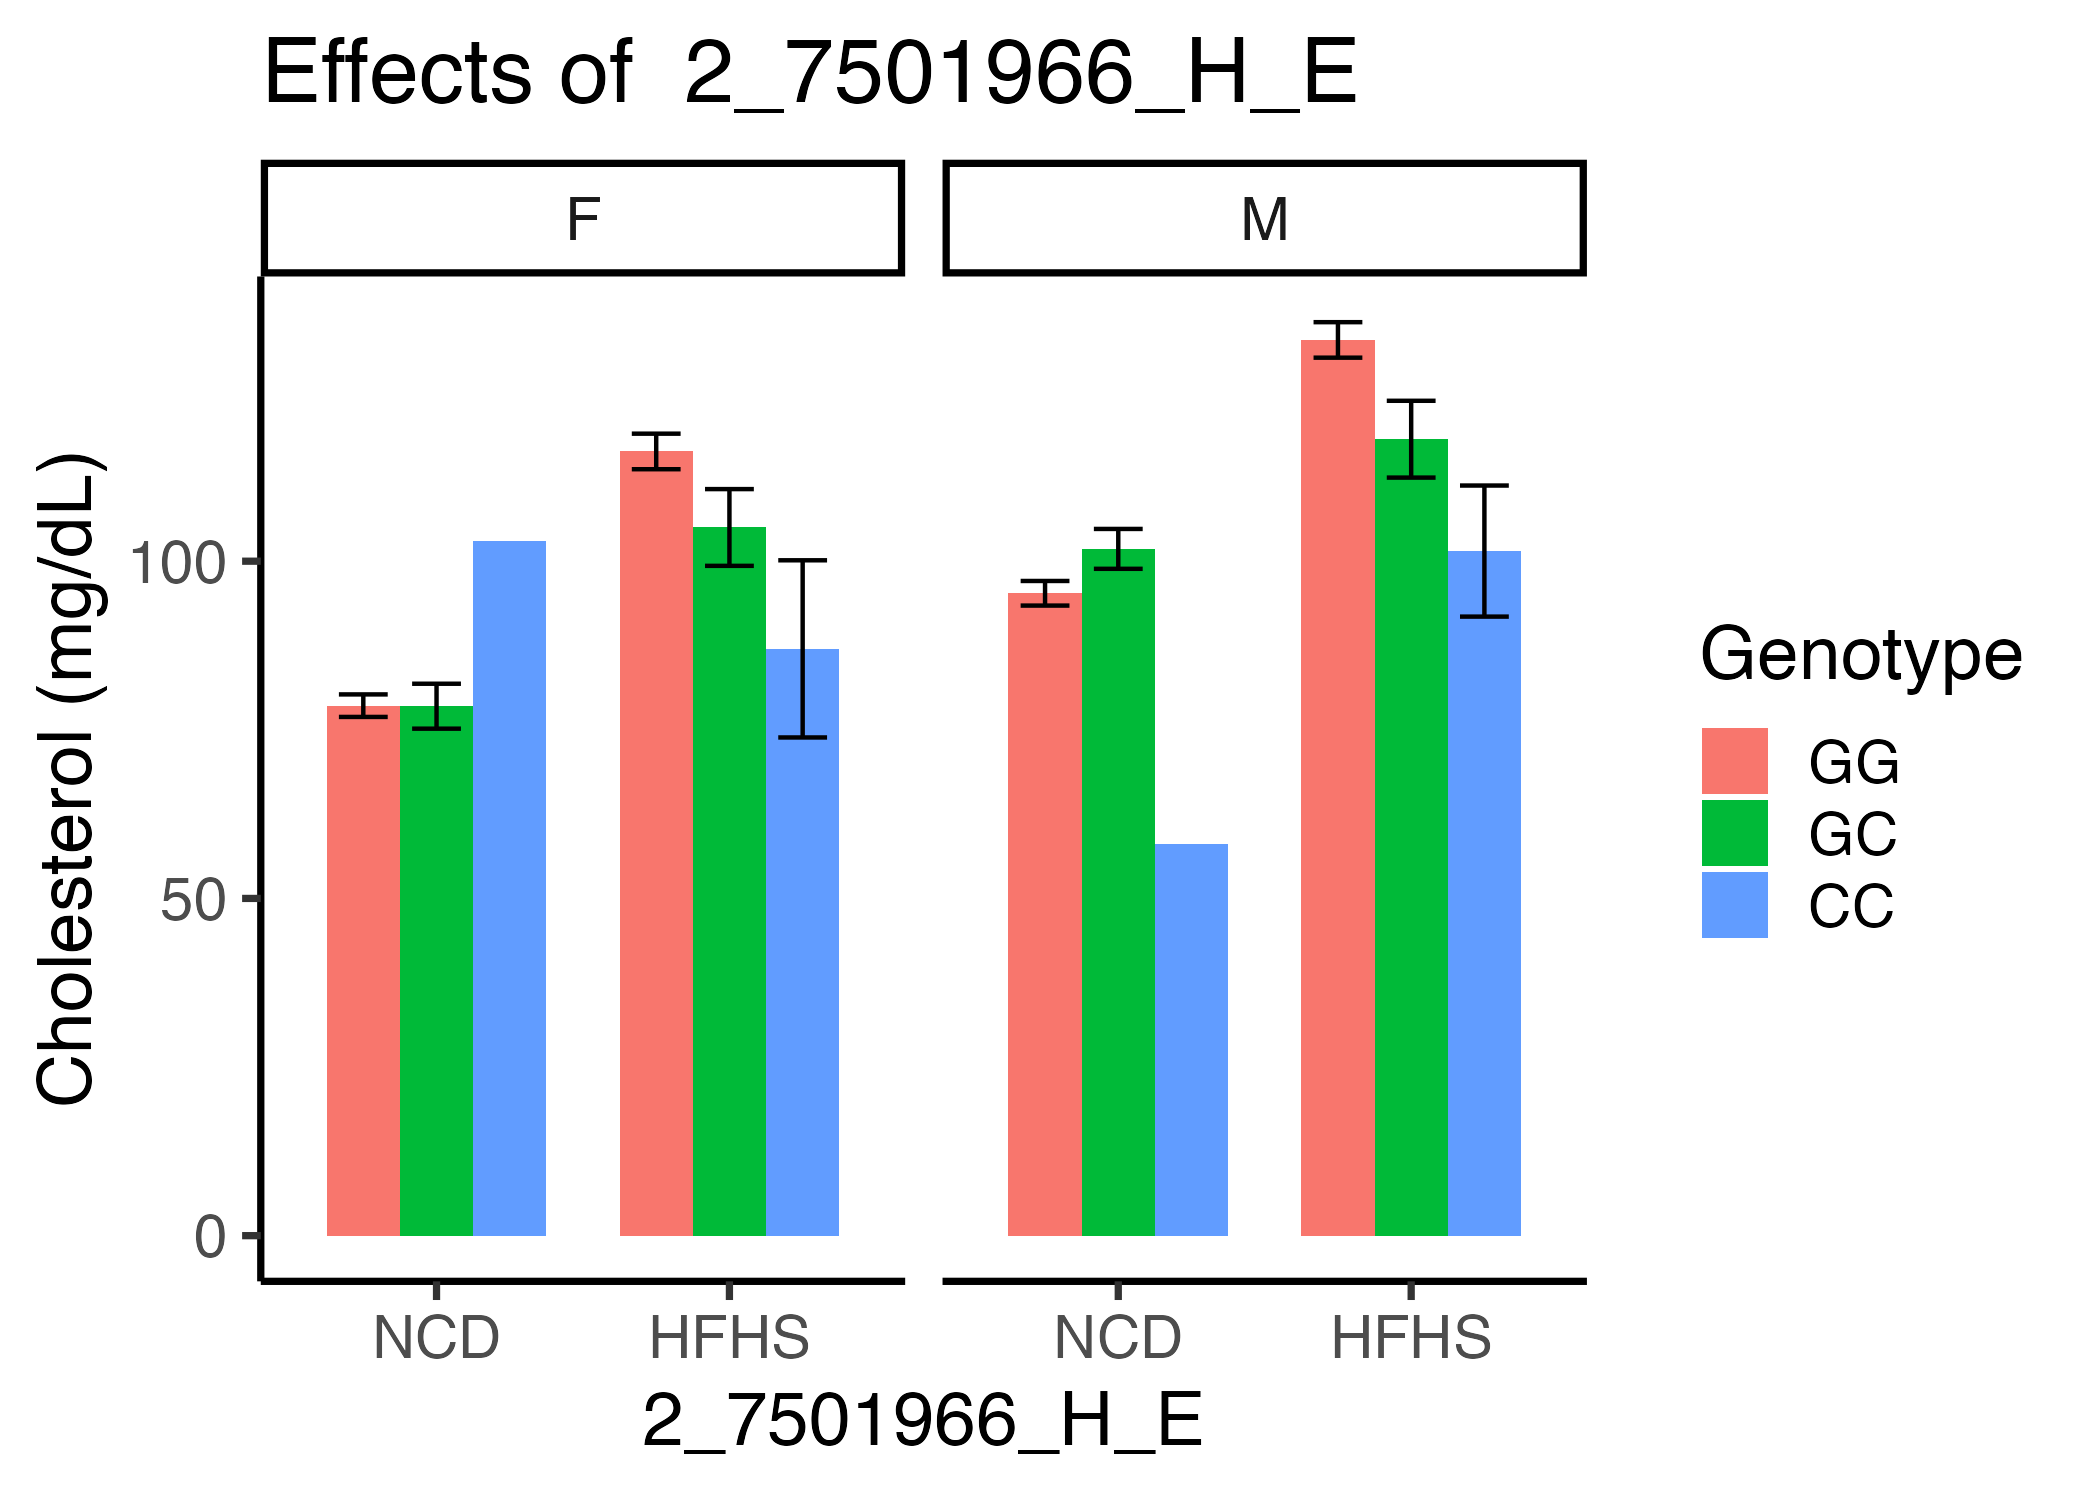 Effects of  2_7501966_H_E
F
M
Cholesterol (mg/dL)
100
50
0
NCD
HFHS
NCD
HFHS
2_7501966_H_E
Genotype
GG
GC
CC